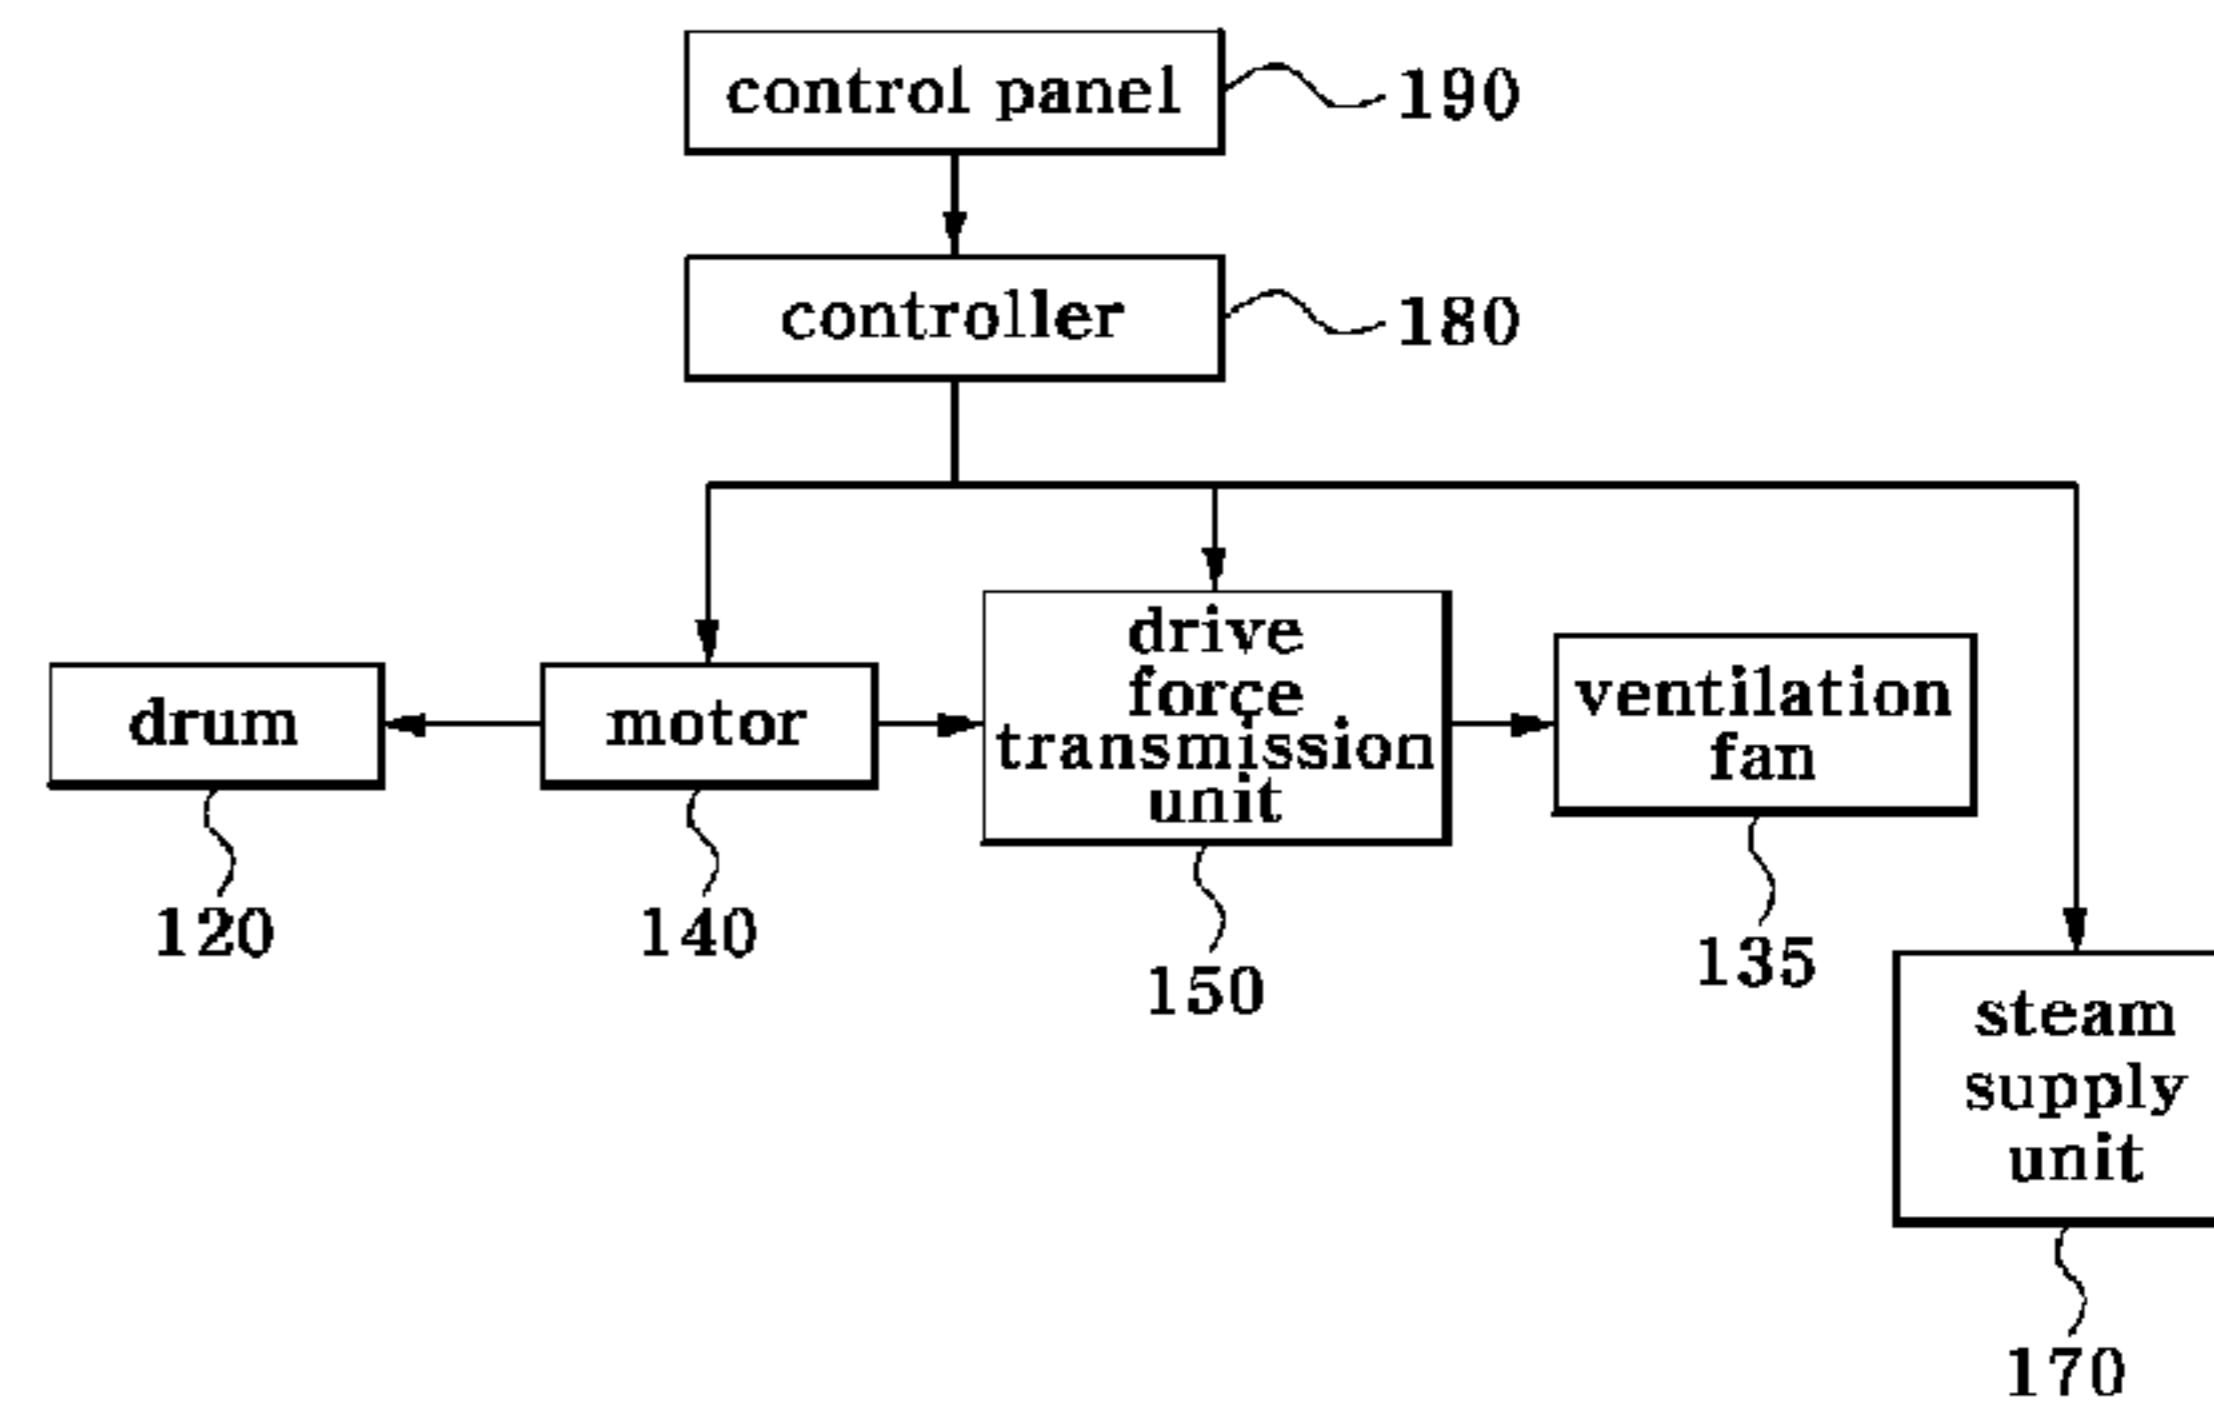 control panel
190
controller
180
drum
motor
drive
force
transmission
unit
ventilation
fan
120
140
150
135
steam
supply
unit
170